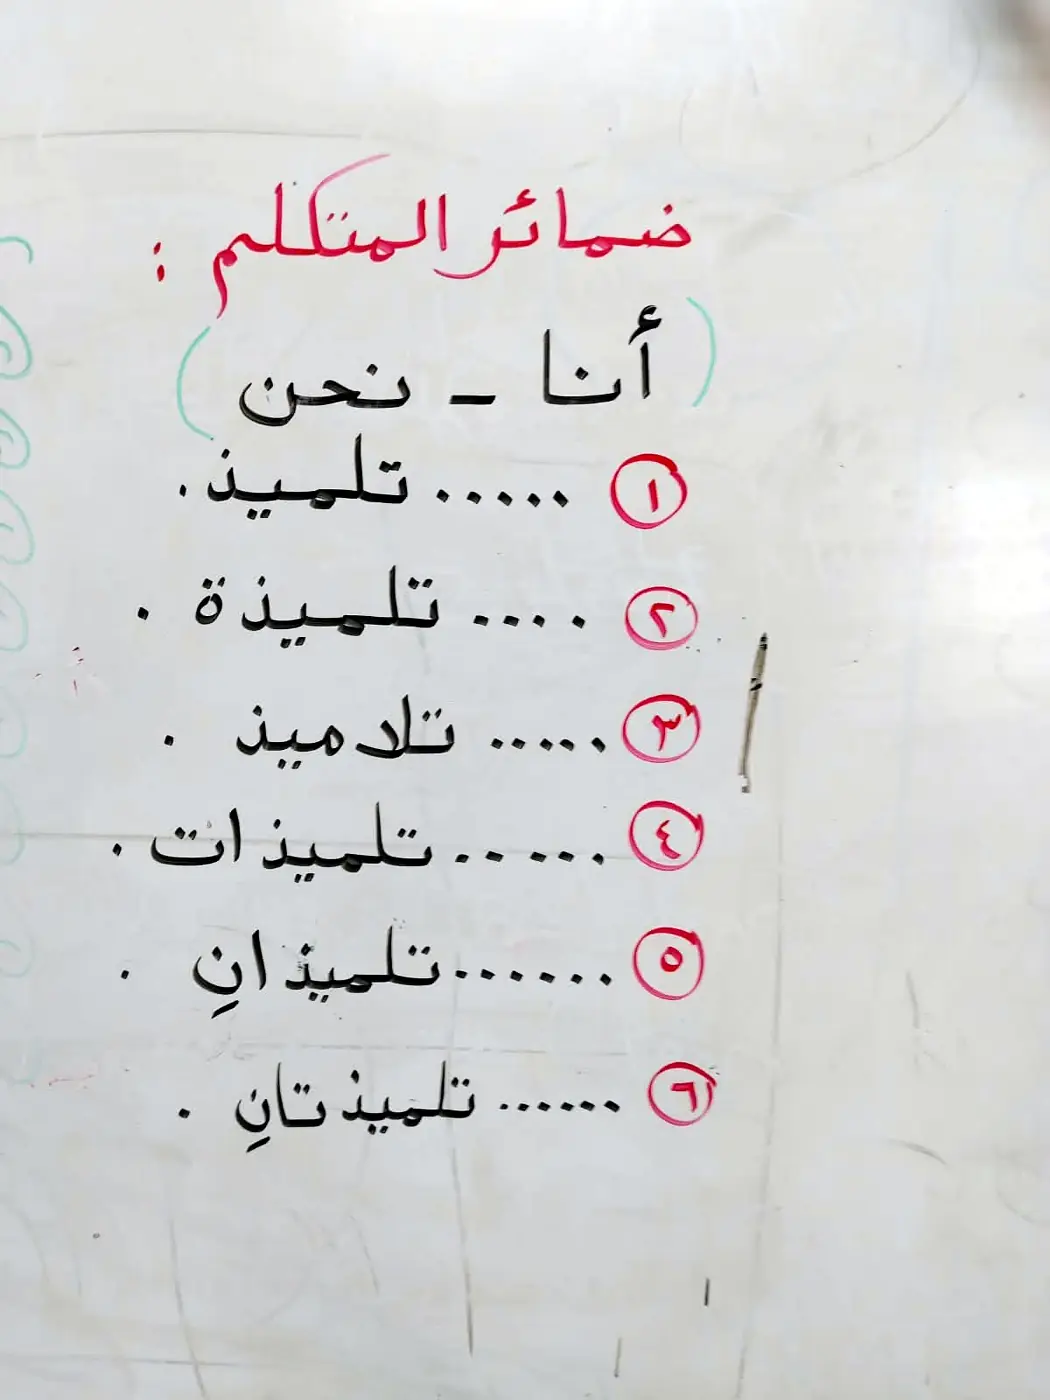 ضمائر المتكلم :
( أنا - نحن )
١ ..... تلميذ.
٢ .... تلميذة .
٣ ..... تلاميذ .
٤ ..... تلميذات .
٥ ...... تلميذانِ .
٦ ...... تلميذتانِ .